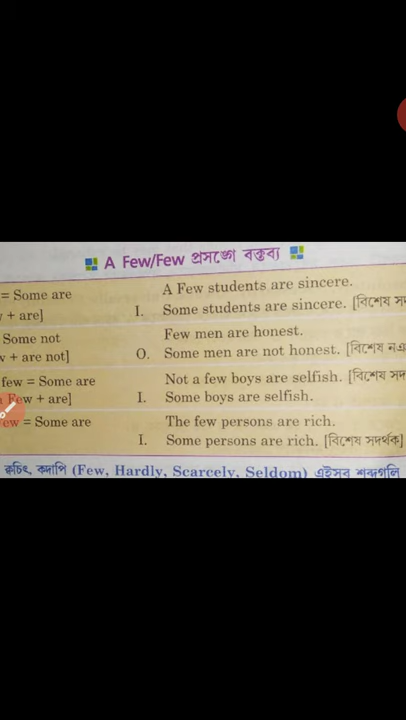 A Few/Few প্রসঙ্গে বক্তব্য
= Some are
A Few students are sincere.
+ are]
I. Some students are sincere. [বিশেষ
Some not
Few men are honest.
+ are not]
O. Some men are not honest. [বিশেষ
few = Some are
Not a few boys are selfish. [বিশেষ
Few + are]
I. Some boys are selfish.
= Some are
The few persons are rich.
I. Some persons are rich. [বিশেষ সদর্থক]
ক্বচিৎ, কদাপি (Few, Hardly, Scarcely, Seldom) এইসব শব্দগুলি